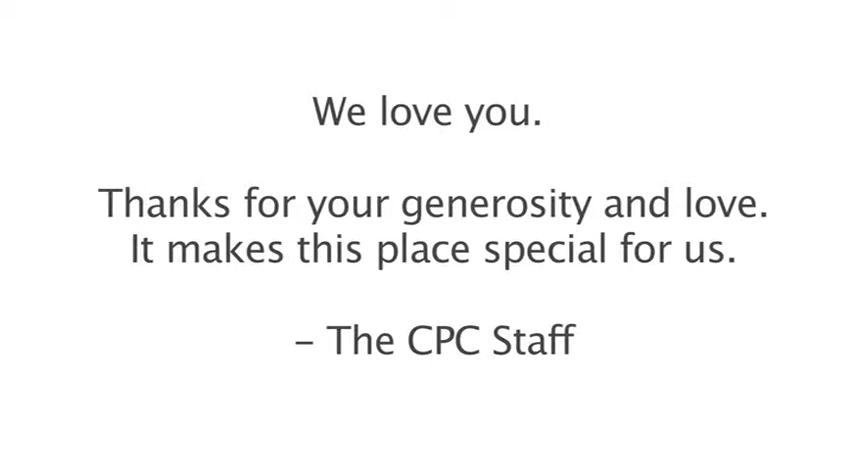 We love you.
Thanks for your generosity and love.
It makes this place special for us.
– The CPC Staff